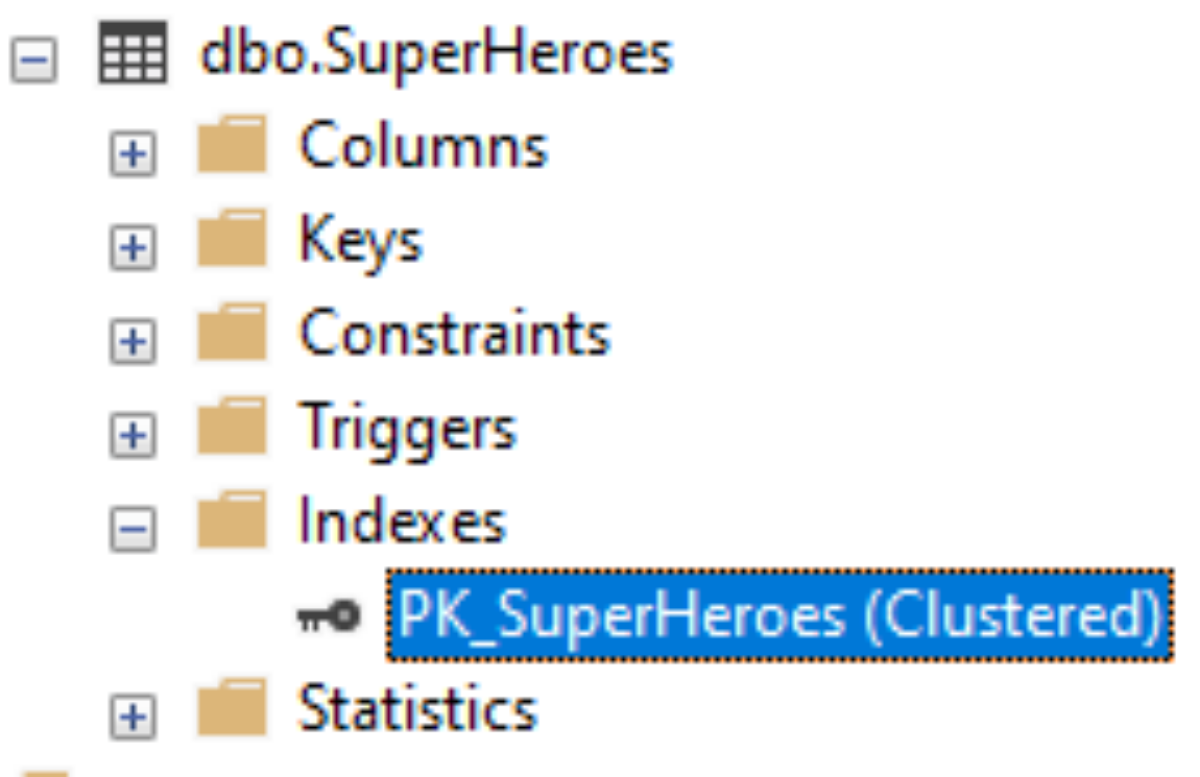 dbo.SuperHeroes
Columns
Keys
Constraints
Triggers
Indexes
PK_SuperHeroes (Clustered)
Statistics